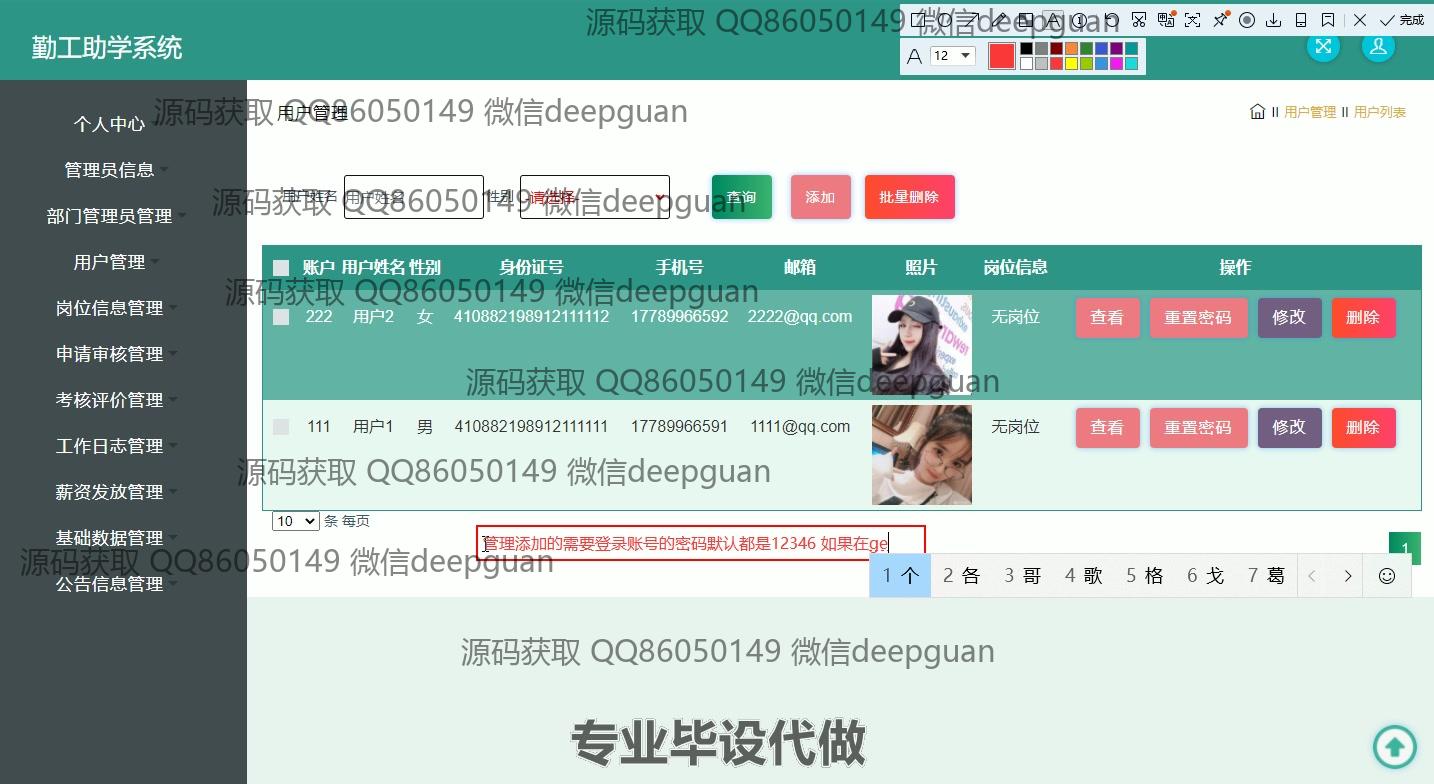 源码获取 QQ86050149 微信deepguan
完成
勤工助学系统
A 12
源码获取 QQ86050149 微信deepguan
个人中心
用户管理
用户管理
用户列表
管理员信息
部门管理员管理
用户管理
岗位信息管理
申请审核管理
考核评价管理
工作日志管理
薪资发放管理
基础数据管理
公告信息管理
源码获取 QQ86050149 微信deepguan
用户姓名 用户姓名 性别 -请选择- 查询 添加 批量删除
账户 用户姓名 性别 身份证号 手机号 邮箱 照片 岗位信息 操作
源码获取 QQ86050149 微信deepguan
222 用户2 女 410882198912111112 17789966592 2222@qq.com 无岗位 查看 重置密码 修改 删除
源码获取 QQ86050149 微信deepguan
111 用户1 男 410882198912111111 17789966591 1111@qq.com 无岗位 查看 重置密码 修改 删除
源码获取 QQ86050149 微信deepguan
10 条 每页
管理添加的需要登录账号的密码默认都是12346 如果在ge
1
源码获取 QQ86050149 微信deepguan
1 个 2 各 3 哥 4 歌 5 格 6 戈 7 葛
源码获取 QQ86050149 微信deepguan
专业毕设代做